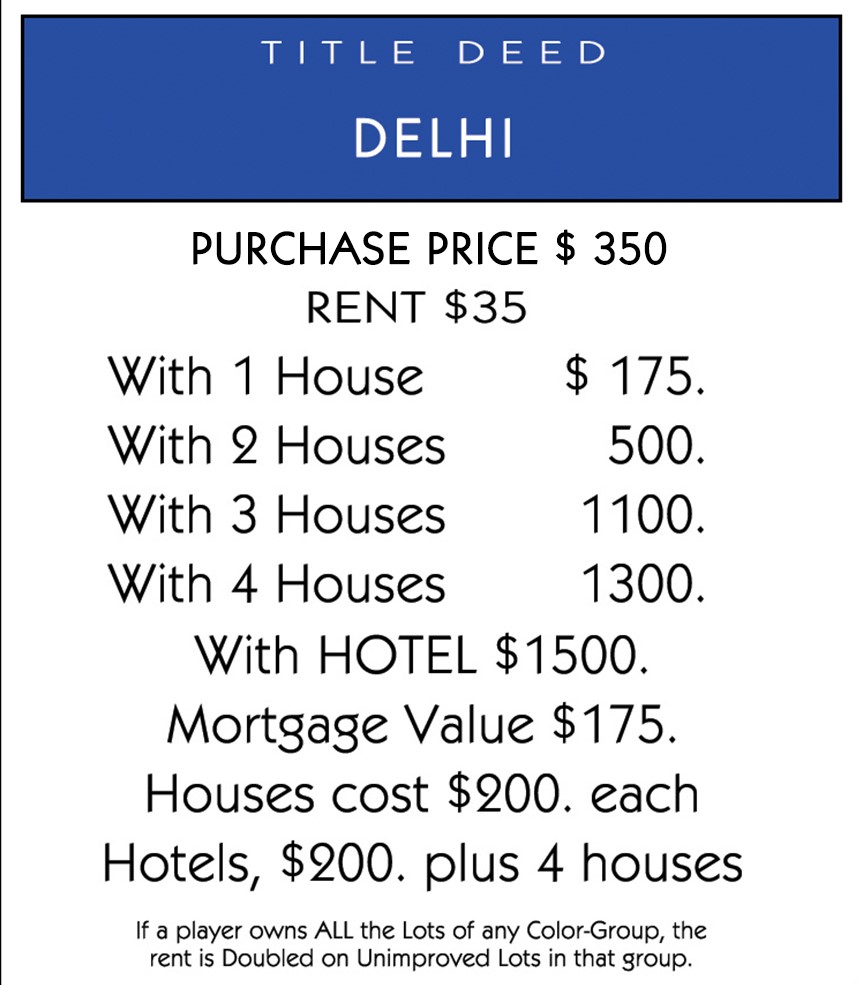 TITLE DEED
DELHI
PURCHASE PRICE $ 350
RENT $35
With 1 House $ 175.
With 2 Houses 500.
With 3 Houses 1100.
With 4 Houses 1300.
With HOTEL $1500.
Mortgage Value $175.
Houses cost $200. each
Hotels, $200. plus 4 houses
If a player owns ALL the Lots of any Color-Group, the
rent is Doubled on Unimproved Lots in that group.